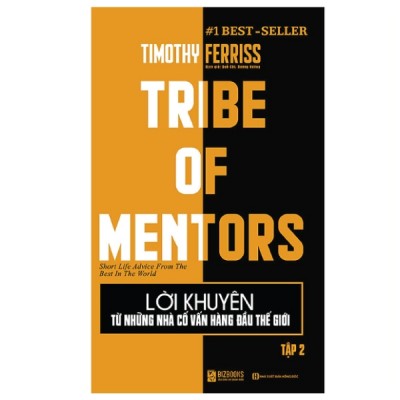 #1 BEST-SELLER
TIMOTHY FERRISS
TRIBE
OF
MENTORS
Short Life Advice From The
Best In The World
LỜI KHUYÊN
TỪ NHỮNG NHÀ CỐ VẤN HÀNG ĐẦU THẾ GIỚI
TẬP 2
BIZBOOKS